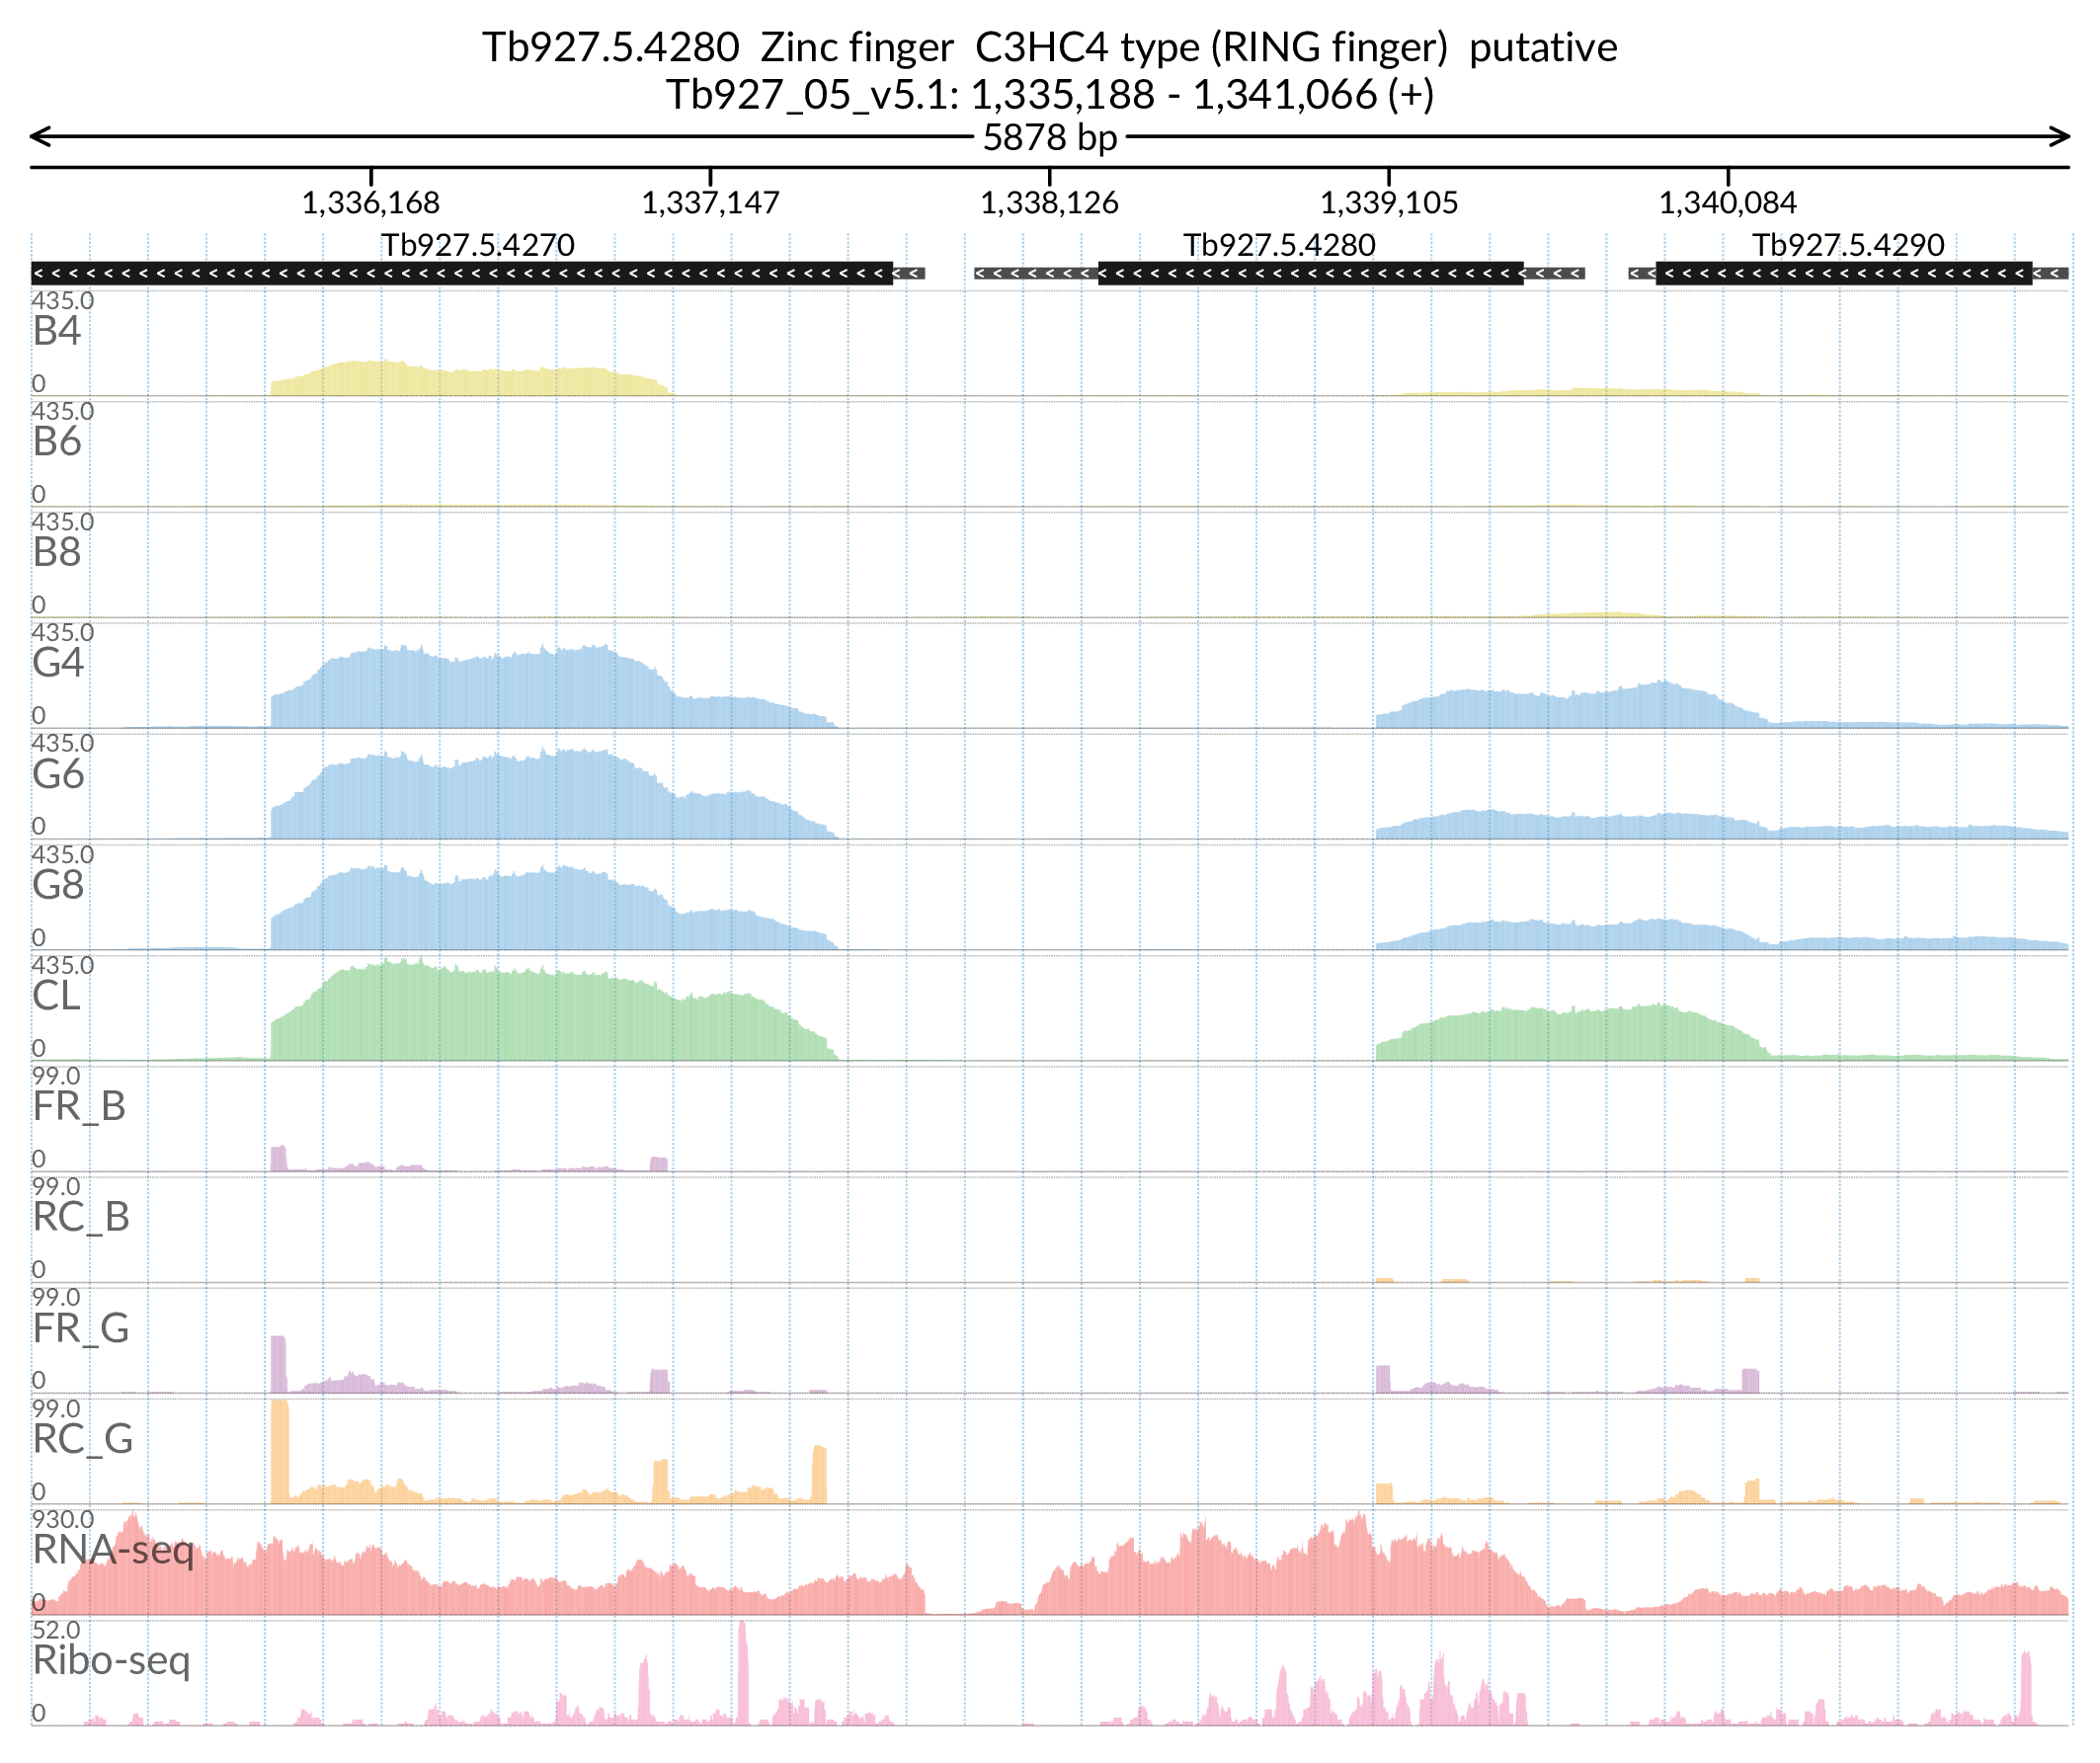 Tb927.5.4280  Zinc finger  C3HC4 type (RING finger)  putative
Tb927_05_v5.1: 1,335,188 - 1,341,066 (+)
5878 bp
1,336,168 1,337,147 1,338,126 1,339,105 1,340,084
Tb927.5.4270 Tb927.5.4280 Tb927.5.4290
435.0
B4
0
435.0
B6
0
435.0
B8
0
435.0
G4
0
435.0
G6
0
435.0
G8
0
435.0
CL
0
99.0
FR_B
0
99.0
RC_B
0
99.0
FR_G
0
99.0
RC_G
0
930.0
RNA-seq
0
52.0
Ribo-seq
0